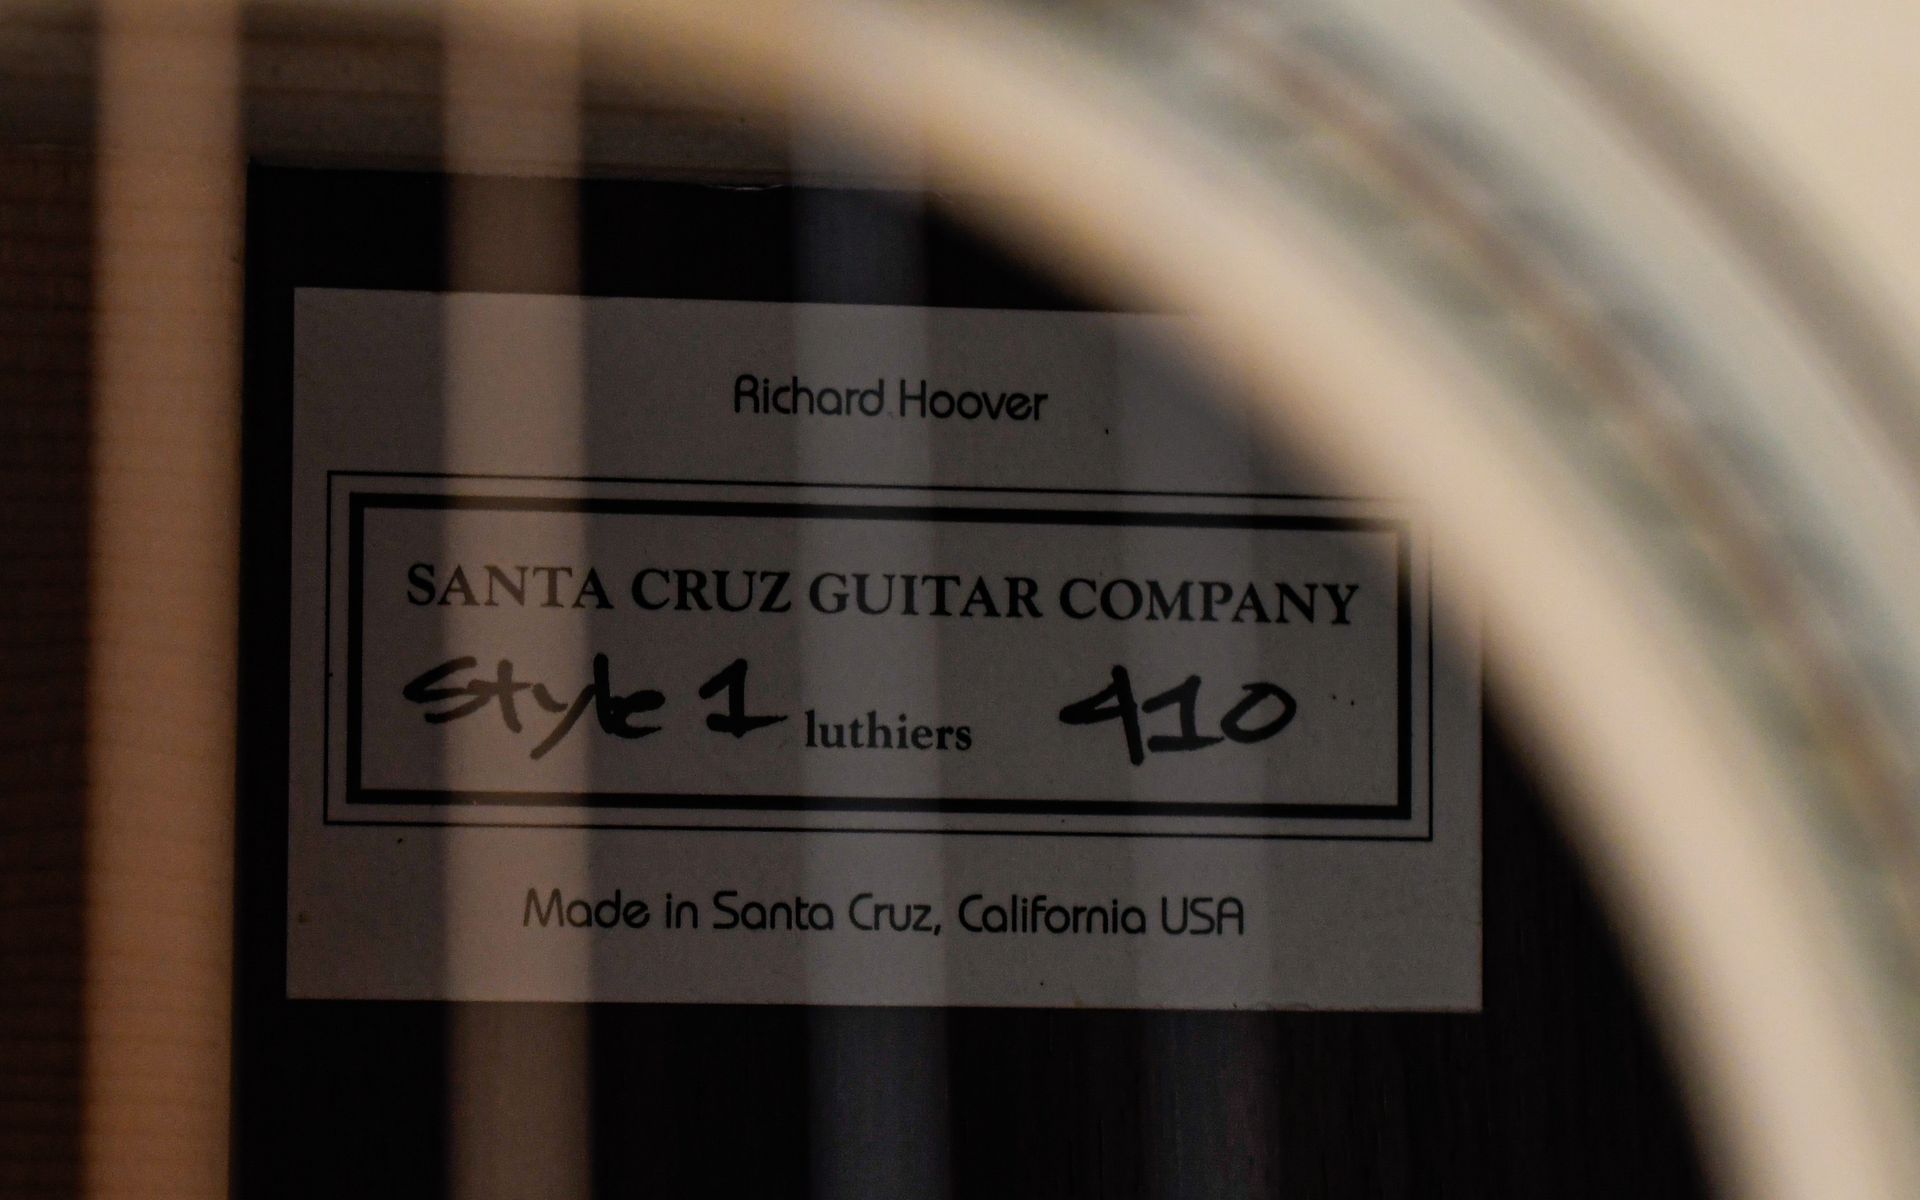 Richard Hoover
SANTA CRUZ GUITAR COMPANY
Style 1 luthiers 410
Made in Santa Cruz, California USA